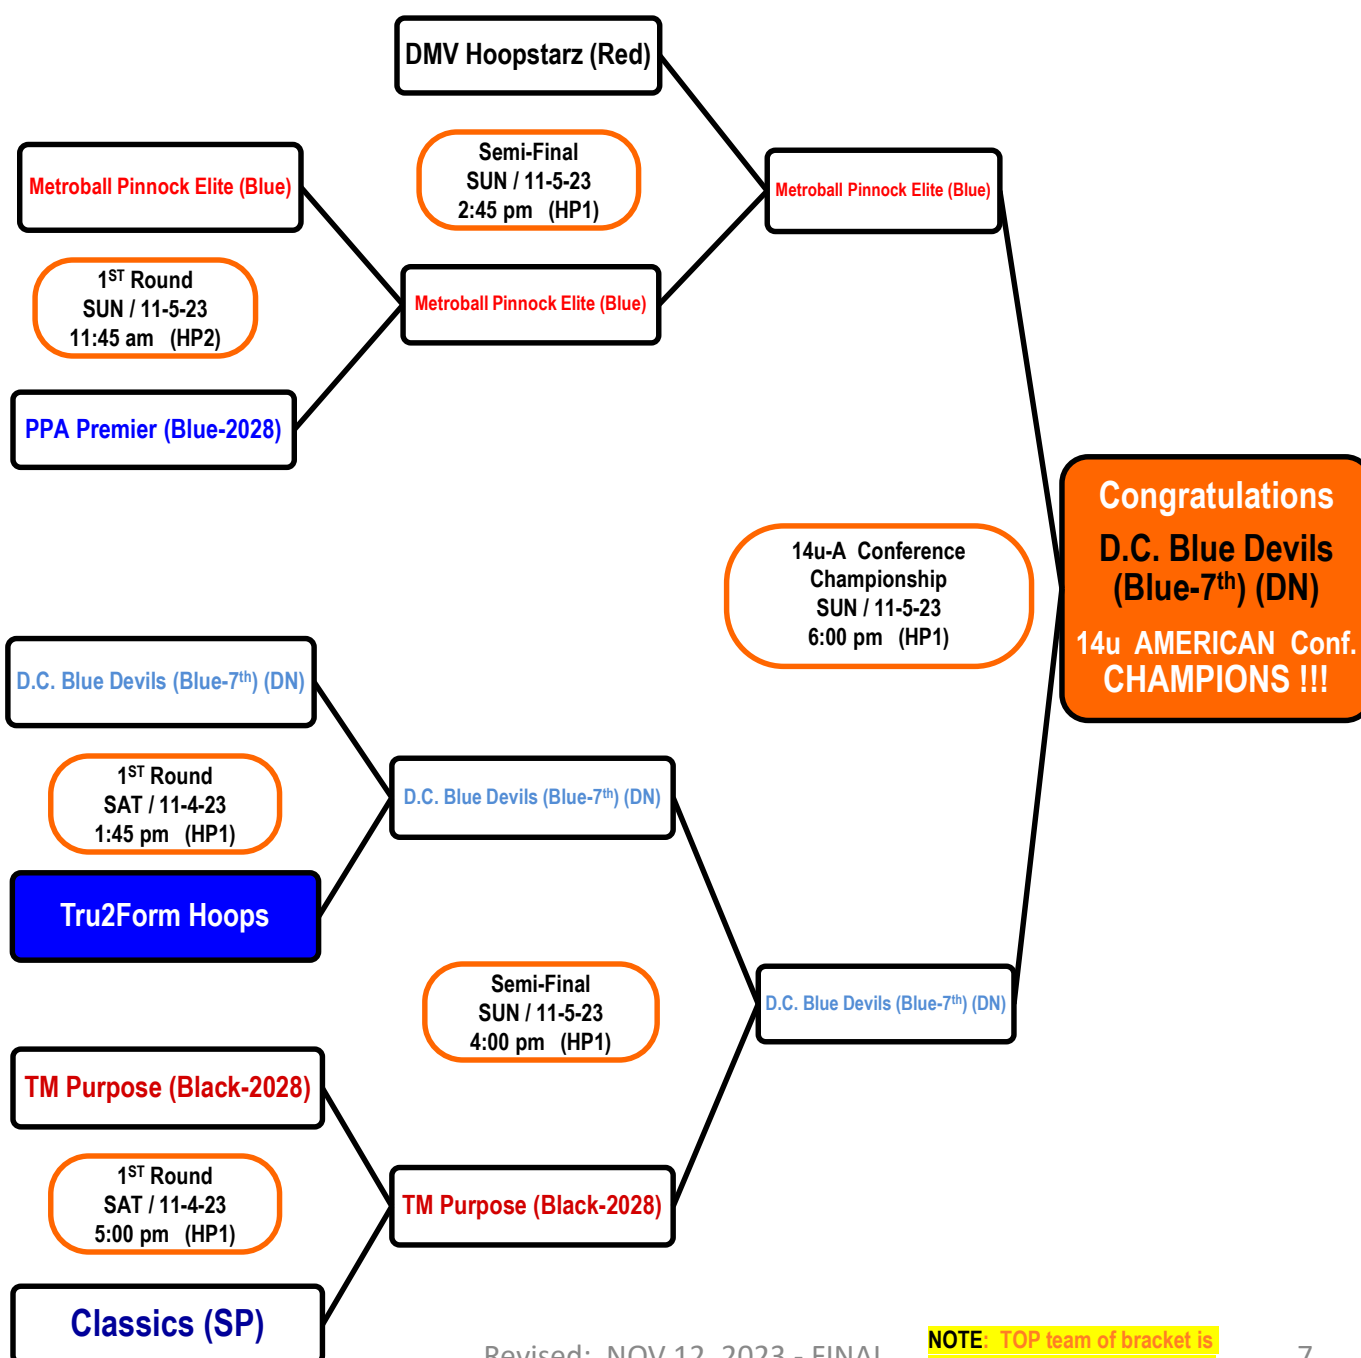 DMV Hoopstarz (Red)
Semi-Final
SUN / 11-5-23
2:45 pm (HP1)
Metroball Pinnock Elite (Blue)
Metroball Pinnock Elite (Blue)
1ST Round
SUN / 11-5-23
11:45 am (HP2)
Metroball Pinnock Elite (Blue)
PPA Premier (Blue-2028)
Congratulations
D.C. Blue Devils
(Blue-7th) (DN)
14u AMERICAN Conf.
CHAMPIONS !!!
14u-A Conference
Championship
SUN / 11-5-23
6:00 pm (HP1)
D.C. Blue Devils (Blue-7th) (DN)
1ST Round
SAT / 11-4-23
1:45 pm (HP1)
D.C. Blue Devils (Blue-7th) (DN)
Tru2Form Hoops
Semi-Final
SUN / 11-5-23
4:00 pm (HP1)
D.C. Blue Devils (Blue-7th) (DN)
TM Purpose (Black-2028)
1ST Round
SAT / 11-4-23
5:00 pm (HP1)
TM Purpose (Black-2028)
Classics (SP)
Revised: NOV 12, 2023 - FINAL
NOTE: TOP team of bracket is
7